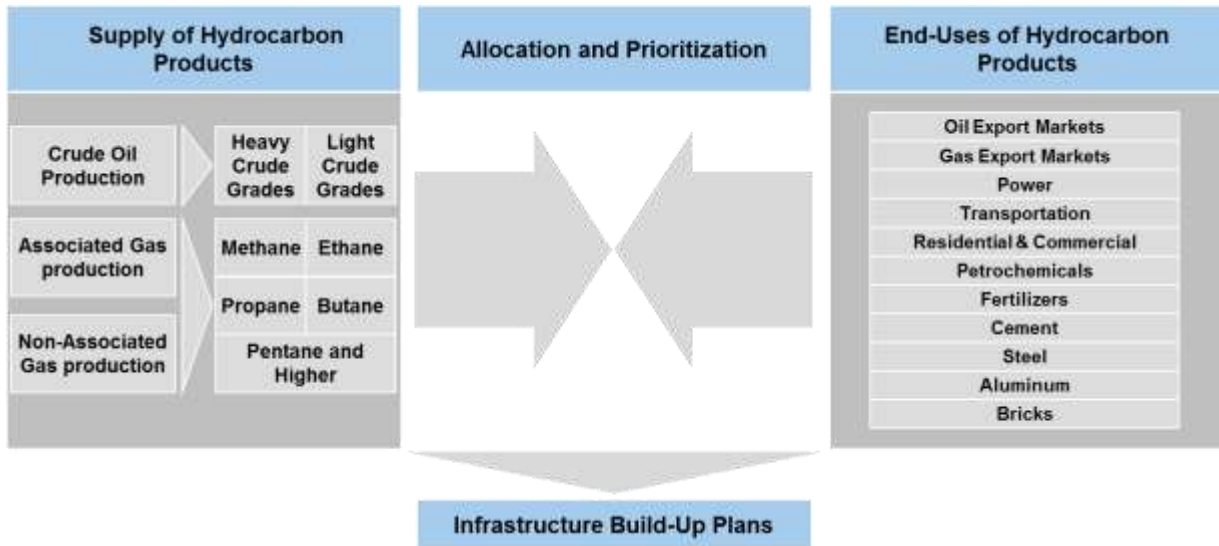 Supply of Hydrocarbon
Products
Allocation and Prioritization
End-Uses of Hydrocarbon
Products
Crude Oil
Production
Heavy
Crude
Grades
Light
Crude
Grades
Associated Gas
production
Non-Associated
Gas production
Methane
Ethane
Propane
Butane
Pentane and
Higher
Oil Export Markets
Gas Export Markets
Power
Transportation
Residential & Commercial
Petrochemicals
Fertilizers
Cement
Steel
Aluminum
Bricks
Infrastructure Build-Up Plans